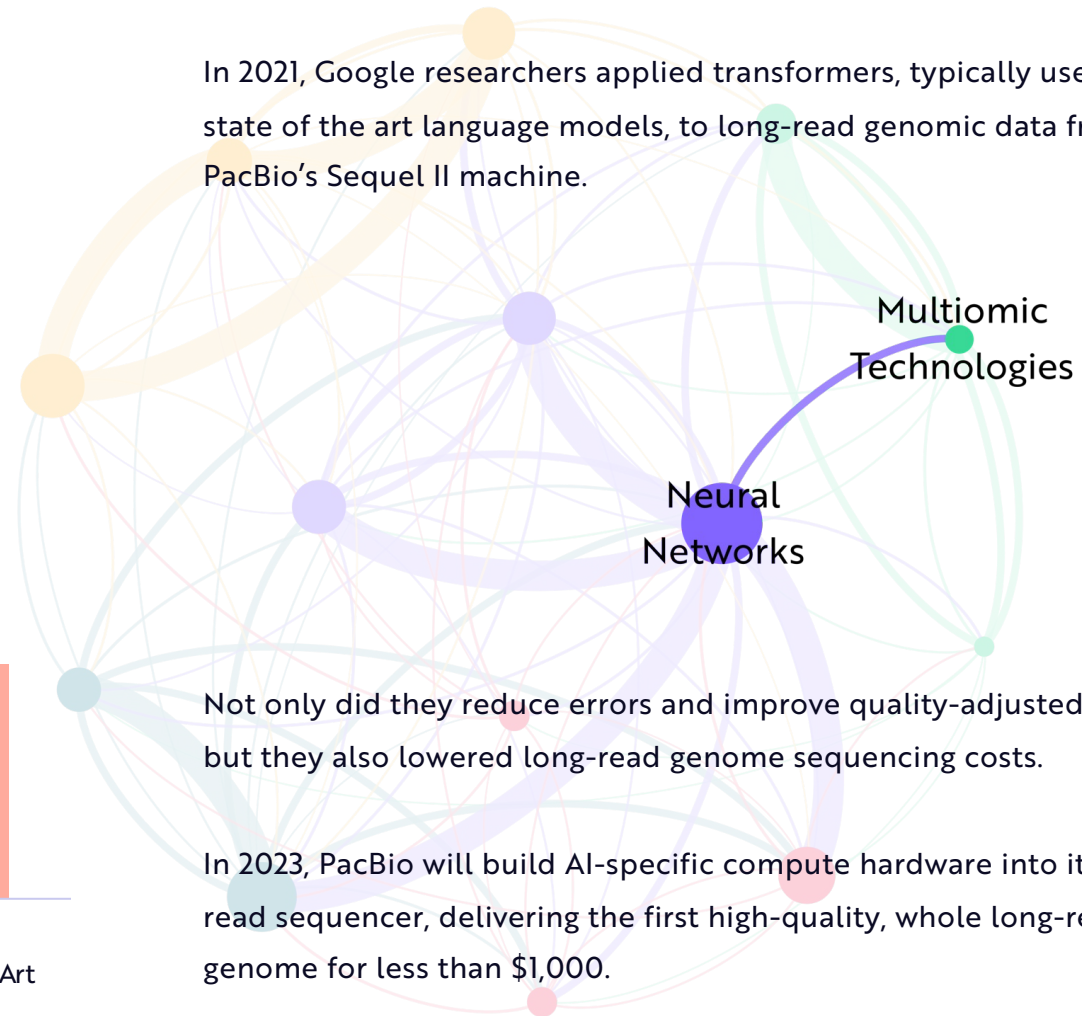 In 2021, Google researchers applied transformers, typically use
state of the art language models, to long-read genomic data fr
PacBio’s Sequel II machine.
Multiomic
Technologies
Neural
Networks
Not only did they reduce errors and improve quality-adjusted
but they also lowered long-read genome sequencing costs.
In 2023, PacBio will build AI-specific compute hardware into it
read sequencer, delivering the first high-quality, whole long-re
genome for less than $1,000.
Art